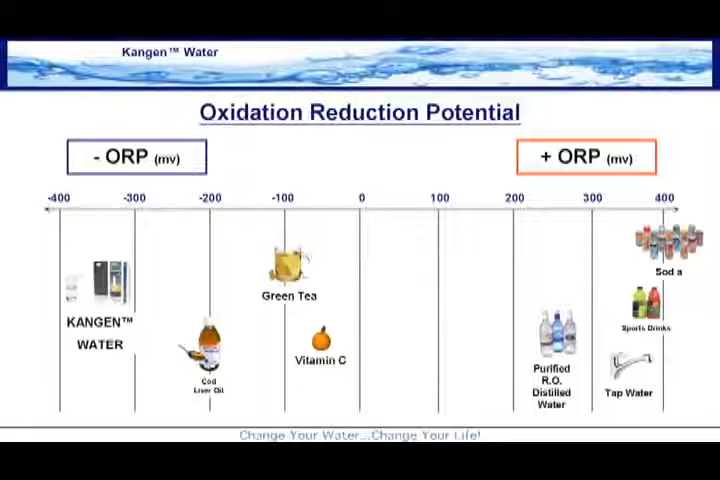 Kangen™ Water
Oxidation Reduction Potential
- ORP (mv)
+ ORP (mv)
-400 -300 -200 -100 0 100 200 300 400
Sod a
Green Tea
KANGEN™
WATER
Sports Drinks
Vitamin C
Cod
Liver Oil
Purified
R.O.
Distilled
Water
Tap Water
Change Your Water...Change Your Life!